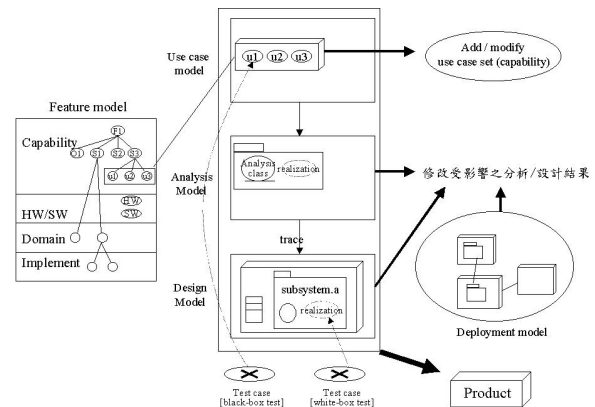 Use case
model
u1 u2 u3
Add / modify
use case set (capability)
Feature model
Capability
F1
S1 S2 S3
u1 u2 u3
HW/SW
HW
SW
Domain
Implement
Analysis
Model
Analysis
class
realization
修改受影響之分析/設計結果
trace
Design
Model
subsystem.a
realization
Deployment model
Test case
[black-box test]
Test case
[white-box test]
Product